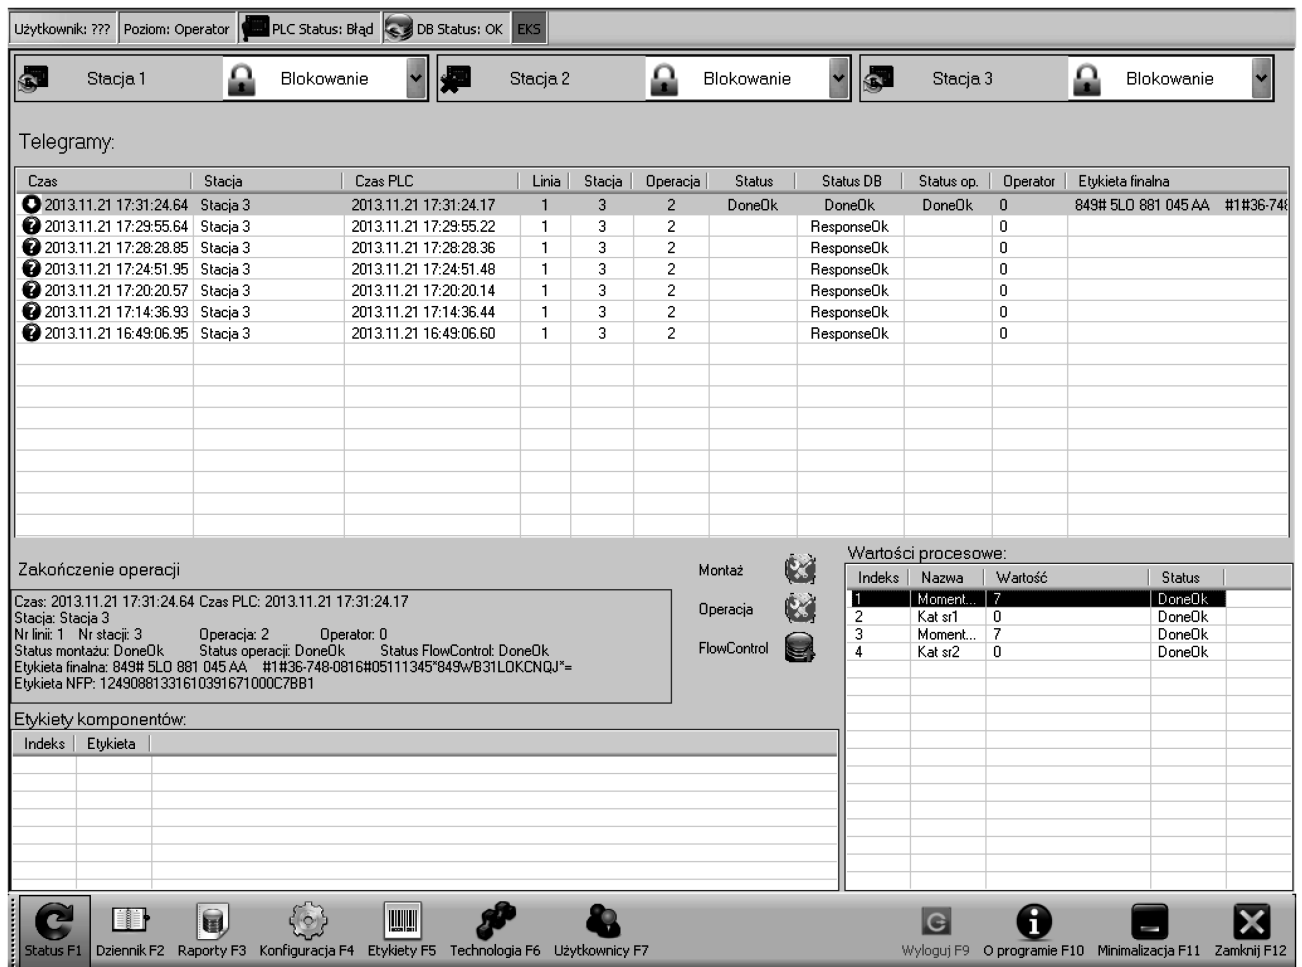 Użytkownik: ??? Poziom: Operator PLC Status: Błąd DB Status: OK EKS
Stacja 1 Blokowanie Stacja 2 Blokowanie Stacja 3 Blokowanie
Telegramy:
Czas Stacja Czas PLC Linia Stacja Operacja Status Status DB Status op. Operator Etykieta finalna
2013.11.21 17:31:24.64 Stacja 3 2013.11.21 17:31:24.17 1 3 2 DoneOk DoneOk DoneOk 0 849# 5LO 881 045 AA #1#36-748
2013.11.21 17:29:55.64 Stacja 3 2013.11.21 17:29:55.22 1 3 2 ResponseOk 0
2013.11.21 17:28:28.85 Stacja 3 2013.11.21 17:28:28.36 1 3 2 ResponseOk 0
2013.11.21 17:24:51.95 Stacja 3 2013.11.21 17:24:51.48 1 3 2 ResponseOk 0
2013.11.21 17:20:20.57 Stacja 3 2013.11.21 17:20:20.14 1 3 2 ResponseOk 0
2013.11.21 17:14:36.93 Stacja 3 2013.11.21 17:14:36.44 1 3 2 ResponseOk 0
2013.11.21 16:49:06.95 Stacja 3 2013.11.21 16:49:06.60 1 3 2 ResponseOk 0
Zakończenie operacji
Czas: 2013.11.21 17:31:24.64 Czas PLC: 2013.11.21 17:31:24.17
Stacja: Stacja 3
Nr linii: 1 Nr stacji: 3 Operacja: 2 Operator: 0
Status montażu: DoneOk Status operacji: DoneOk Status FlowControl: DoneOk
Etykieta finalna: 849# 5LO 881 045 AA #1#36-748-0816#05111345*849WB31LOKCNQJ*=
Etykieta NFP: 12490881331610391671000C7BB1
Montaż
Operacja
FlowControl
Etykiety komponentów:
Indeks Etykieta
Wartości procesowe:
Indeks Nazwa Wartość Status
1 Moment... 7 DoneOk
2 Kat sr1 0 DoneOk
3 Moment... 7 DoneOk
4 Kat sr2 0 DoneOk
Status F1 Dziennik F2 Raporty F3 Konfiguracja F4 Etykiety F5 Technologia F6 Użytkownicy F7 Wyloguj F9 O programie F10 Minimalizacja F11 Zamknij F12